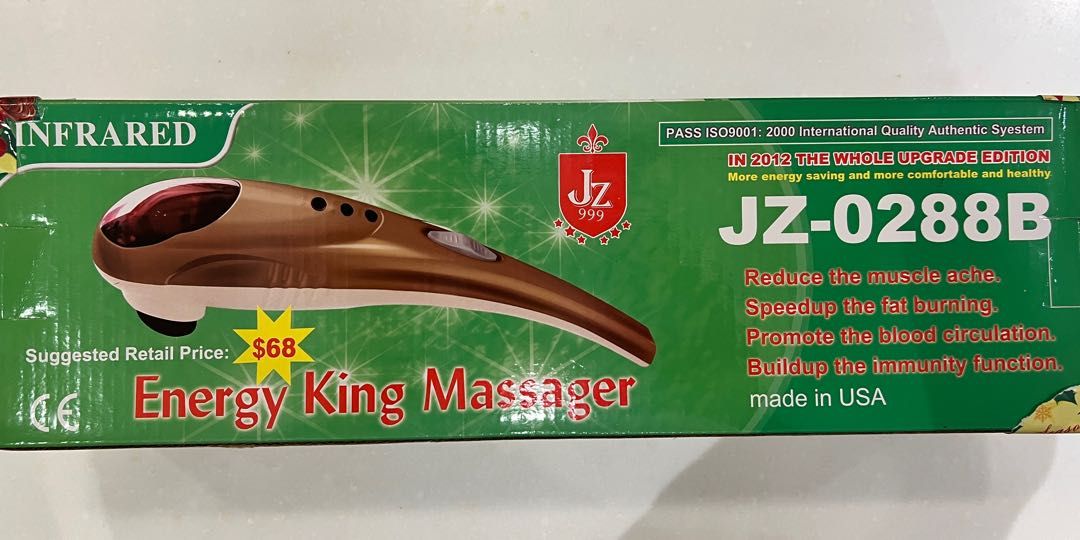 INFRARED
JZ
999
PASS ISO9001: 2000 International Quality Authentic Syestem
IN 2012 THE WHOLE UPGRADE EDITION
More energy saving and more comfortable and healthy
JZ-0288B
Reduce the muscle ache.
Speedup the fat burning.
Promote the blood circulation.
Buildup the immunity function.
made in USA
Suggested Retail Price: $68
Energy King Massager
CE